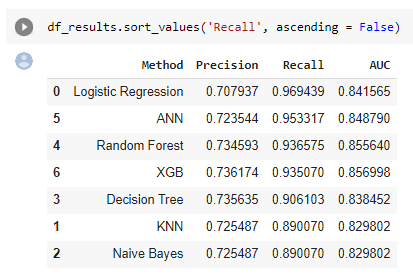 df_results.sort_values('Recall', ascending = False)
Method Precision Recall AUC
0 Logistic Regression 0.707937 0.969439 0.841565
5 ANN 0.723544 0.953317 0.848790
4 Random Forest 0.734593 0.936575 0.855640
6 XGB 0.736174 0.935070 0.856998
3 Decision Tree 0.735635 0.906103 0.838452
1 KNN 0.725487 0.890070 0.829802
2 Naive Bayes 0.725487 0.890070 0.829802